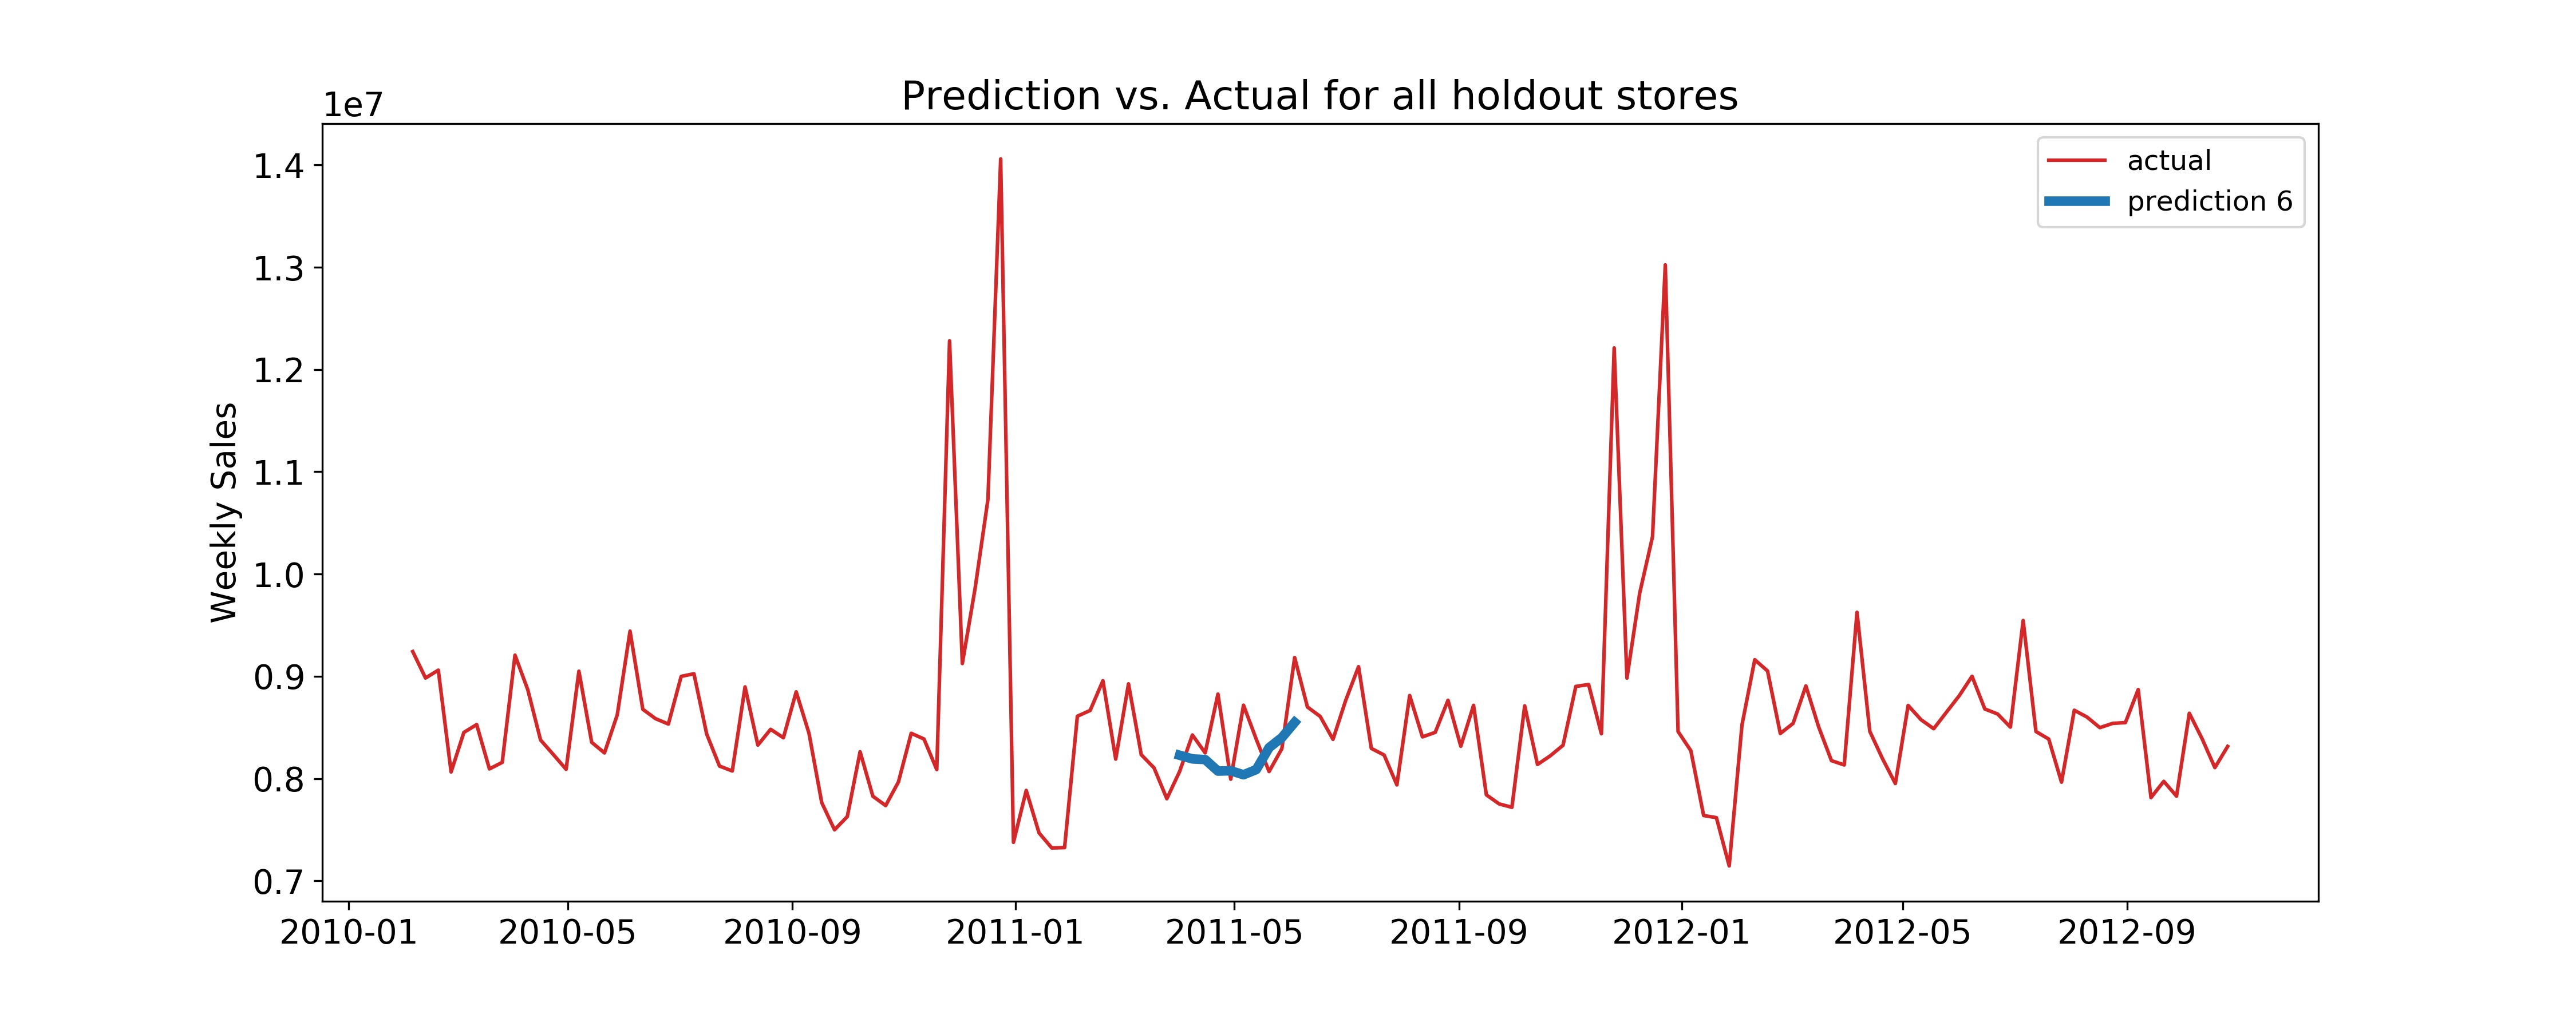 Prediction vs. Actual for all holdout stores
1e7
actual
prediction 6
1.4
1.3
1.2
1.1
1.0
0.9
0.8
0.7
Weekly Sales
2010-01 2010-05 2010-09 2011-01 2011-05 2011-09 2012-01 2012-05 2012-09